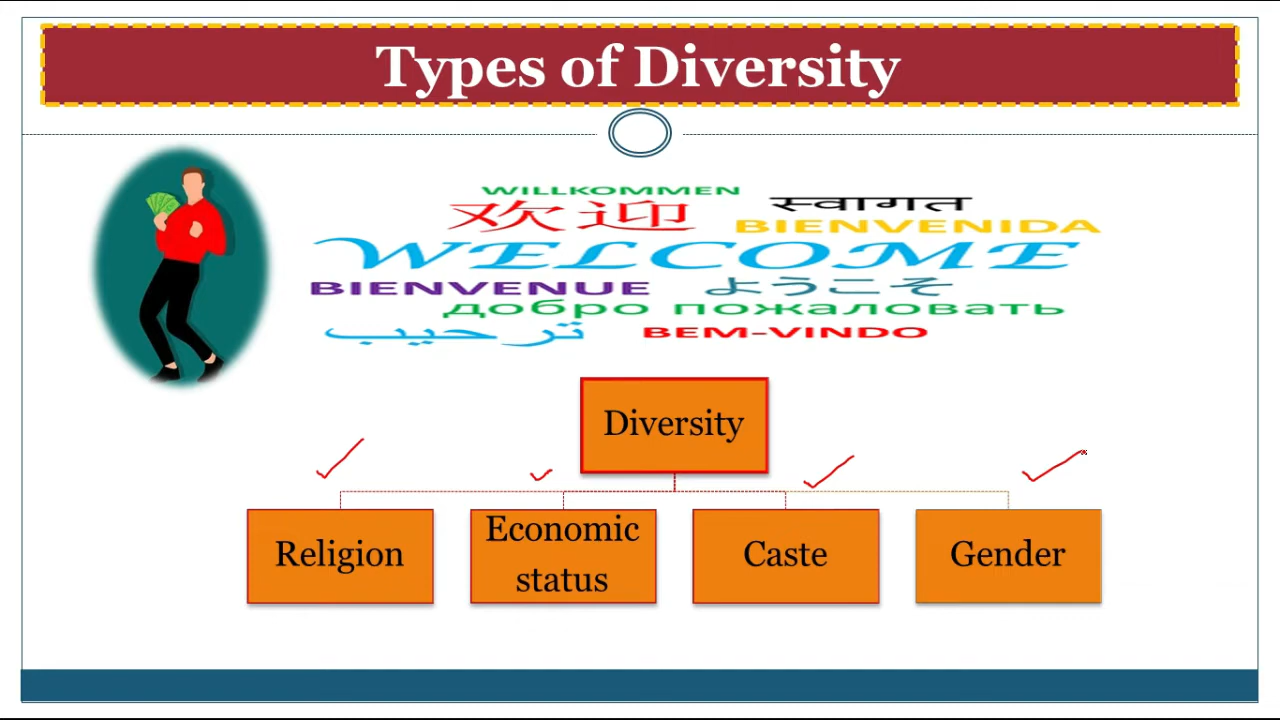 Types of Diversity
WILLKOMMEN
欢迎 स्वागत
BIENVENIDA
WELCOME
BIENVENUE ようこそ
добро пожаловать
ترحيب BEM-VINDO
Diversity
Religion
Economic
status
Caste
Gender